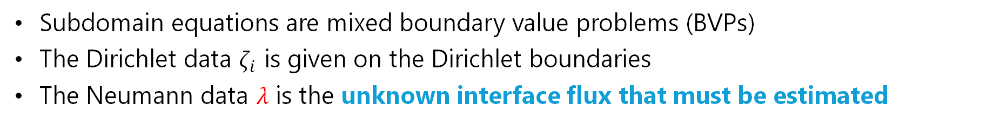 • Subdomain equations are mixed boundary value problems (BVPs)
• The Dirichlet data ζᵢ is given on the Dirichlet boundaries
• The Neumann data λ is the unknown interface flux that must be estimated